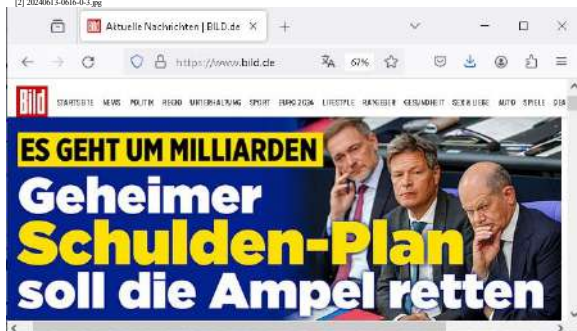 [2] 20240613-0616-0-3.jpg
Aktuelle Nachrichten | BILD.de
https://www.bild.de
67%
Bild STARTSEITE NEWS POLITIK REGIO UNTERHALTUNG SPORT EURO 2024 LIFESTYLE RATGEBER GESUNDHEIT SEX & LIEBE AUTO SPIELE
ES GEHT UM MILLIARDEN
Geheimer
Schulden-Plan
soll die Ampel retten